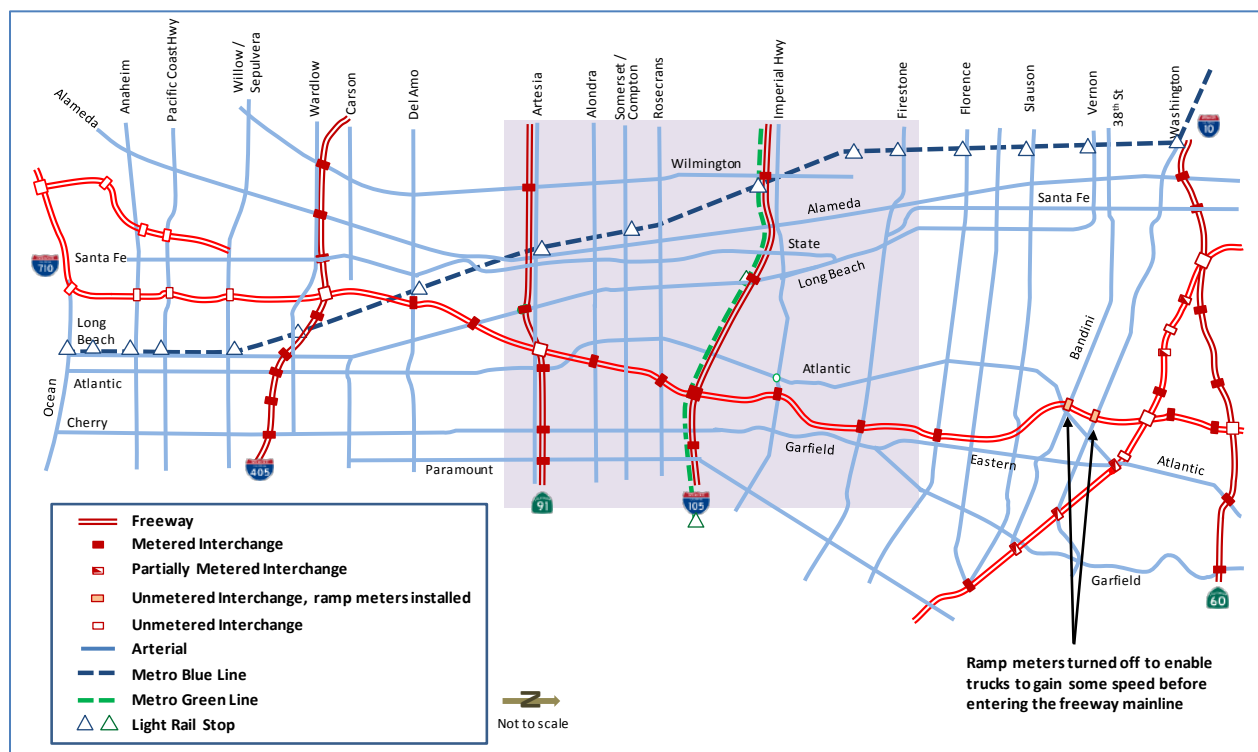 Alameda
Anaheim
Pacific Coast Hwy
Willow /
Sepulvera
Wardlow
Carson
Del Amo
Artesia
Alondra
Somerset /
Compton
Rosecrans
Imperial Hwy
Firestone
Florence
Slauson
Vernon
38th St
Washington
10
Wilmington
Alameda
Santa Fe
State
Santa Fe
710
Long Beach
Long
Beach
Bandini
Atlantic
Atlantic
Ocean
Cherry
Garfield
Eastern
Atlantic
Paramount
405
91
105
Garfield
60
Freeway
Metered Interchange
Partially Metered Interchange
Unmetered Interchange, ramp meters installed
Unmetered Interchange
Arterial
Metro Blue Line
Metro Green Line
Light Rail Stop
N
Not to scale
Ramp meters turned off to enable
trucks to gain some speed before
entering the freeway mainline